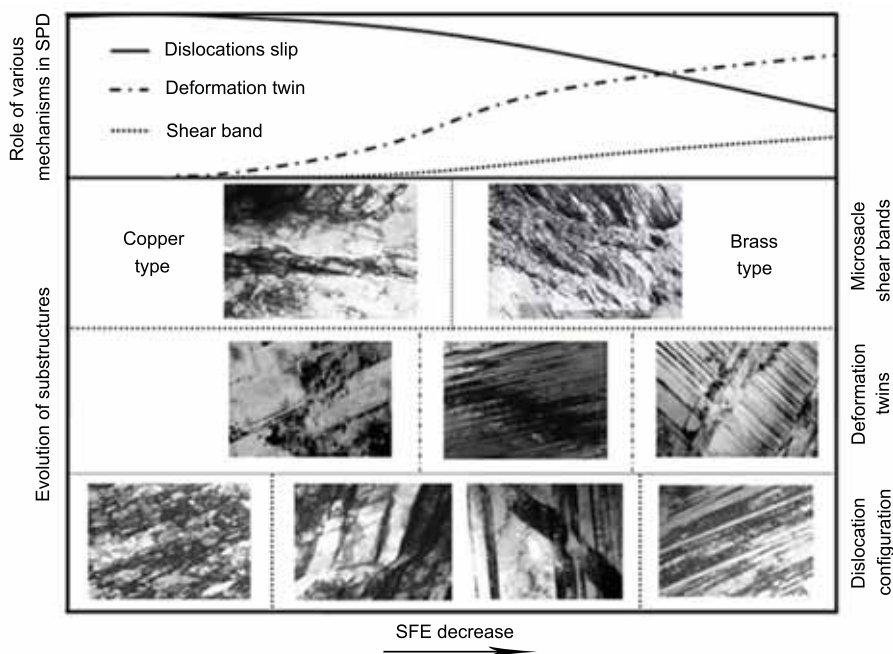 Role of various
mechanisms in SPD
Dislocations slip
Deformation twin
Shear band
Copper
type
Brass
type
Microsacle
shear bands
Evolution of substructures
Deformation
twins
Dislocation
configuration
SFE decrease